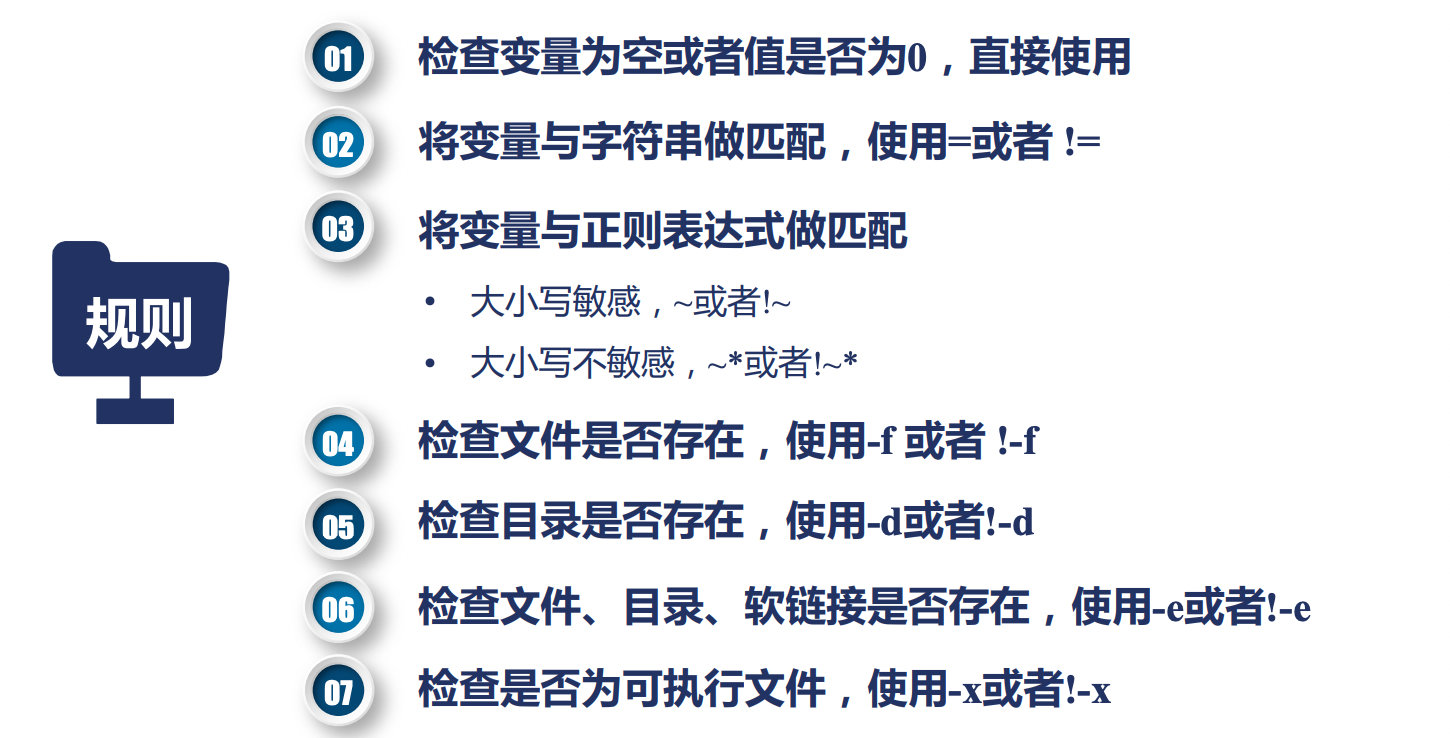 规则
01 检查变量为空或者值是否为0，直接使用
02 将变量与字符串做匹配，使用=或者 !=
03 将变量与正则表达式做匹配
• 大小写敏感，~或者!~
• 大小写不敏感，~*或者!~*
04 检查文件是否存在，使用-f 或者 !-f
05 检查目录是否存在，使用-d或者!-d
06 检查文件、目录、软链接是否存在，使用-e或者!-e
07 检查是否为可执行文件，使用-x或者!-x